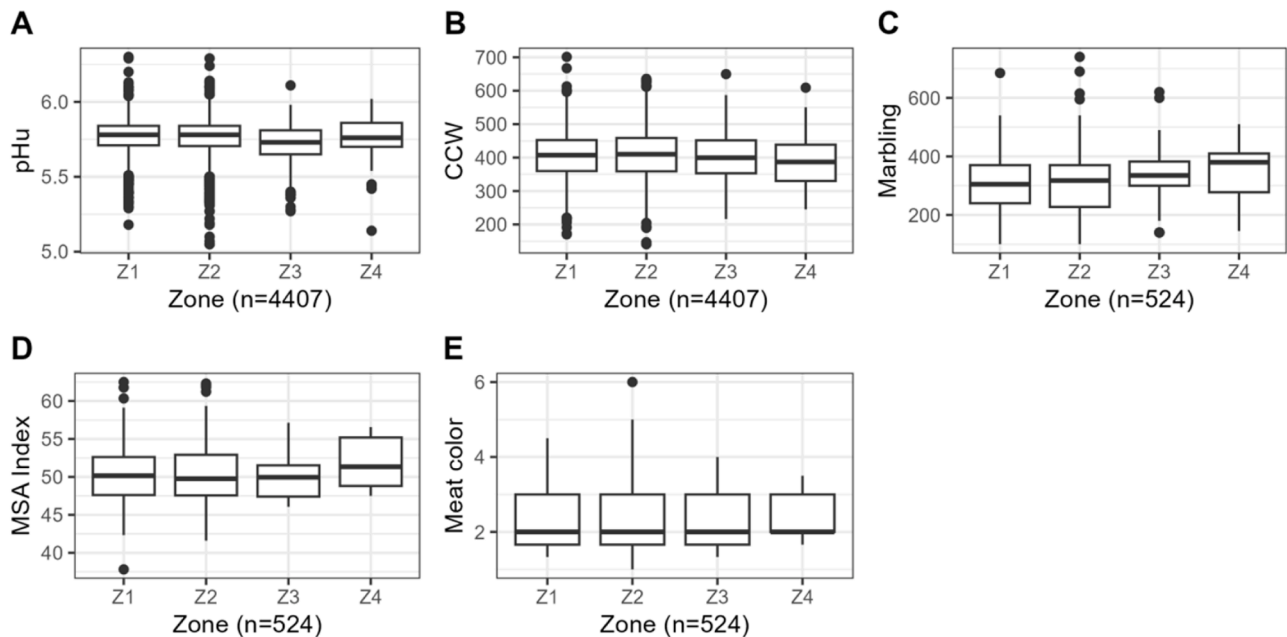 A
pHu
6.0
5.5
5.0
Z1 Z2 Z3 Z4
Zone (n=4407)
B
CCW
700
600
500
400
300
200
Z1 Z2 Z3 Z4
Zone (n=4407)
C
Marbling
600
400
200
Z1 Z2 Z3 Z4
Zone (n=524)
D
MSA Index
60
55
50
45
40
Z1 Z2 Z3 Z4
Zone (n=524)
E
Meat color
6
4
2
Z1 Z2 Z3 Z4
Zone (n=524)